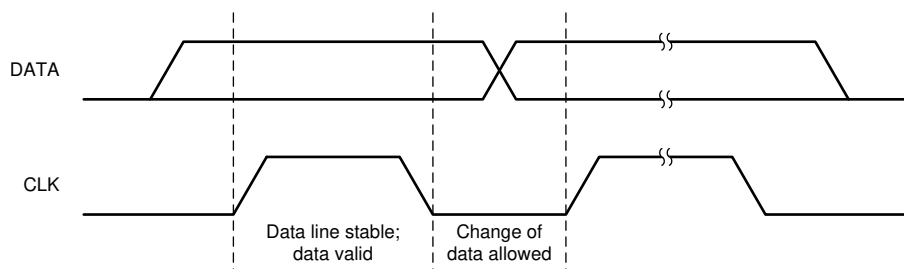 DATA
CLK
Data line stable;
data valid
Change of
data allowed